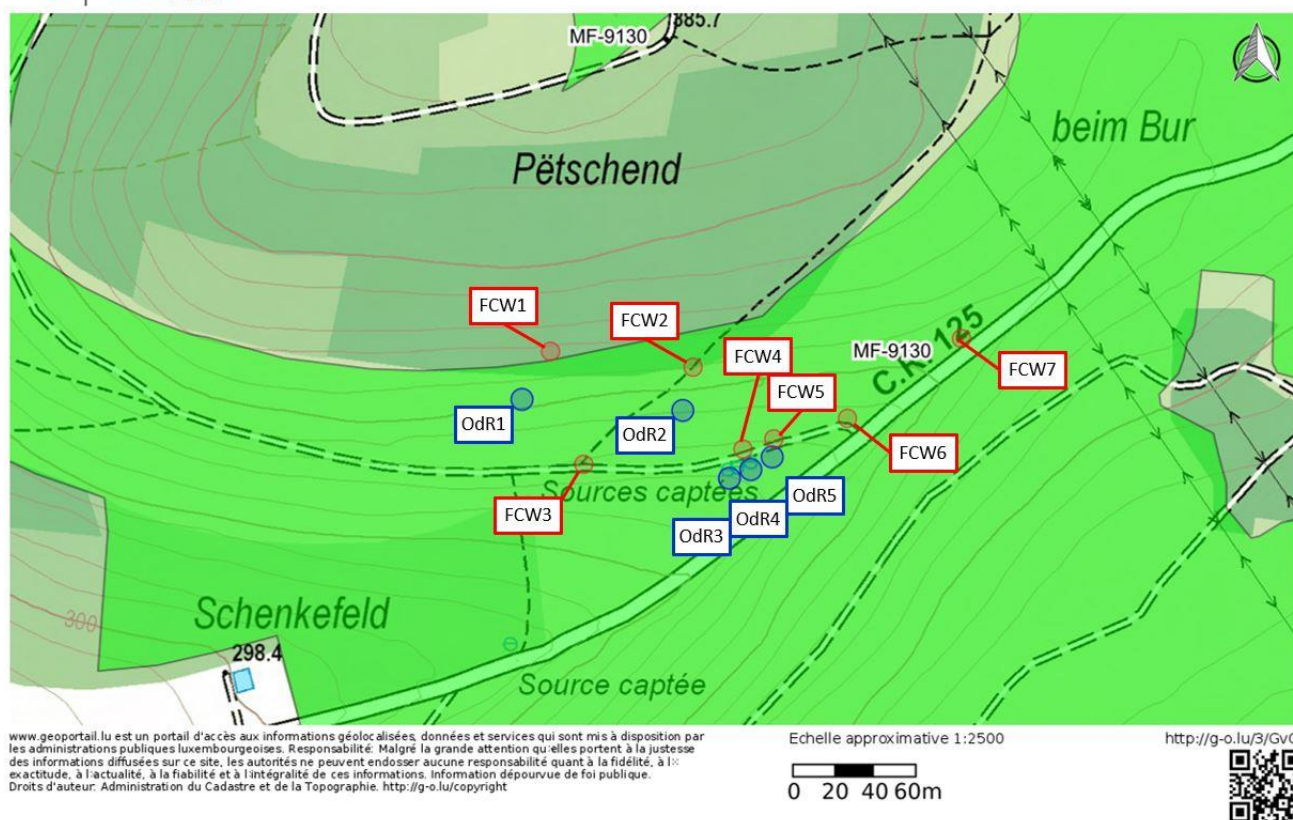 385.7
MF-9130
beim Bur
Pëtschend
FCW1
FCW2
FCW4
MF-9130
C.R. 125
FCW5
FCW7
OdR1
OdR2
FCW6
Sources captées
OdR5
FCW3
OdR4
OdR3
Schenkefeld
300
298.4
Source captée
www.geoportail.lu est un portail d'accès aux informations géolocalisées, données et services qui sont mis à disposition par
les administrations publiques luxembourgeoises. Responsabilité: Malgré la grande attention qu'elles portent à la justesse
des informations diffusées sur ce site, les autorités ne peuvent endosser aucune responsabilité quant à la fidélité, à l'
exactitude, à l'actualité, à la fiabilité et à l'intégralité de ces informations. Information dépourvue de foi publique.
Droits d'auteur: Administration du Cadastre et de la Topographie. http://g-o.lu/copyright
Echelle approximative 1:2500
0 20 40 60m